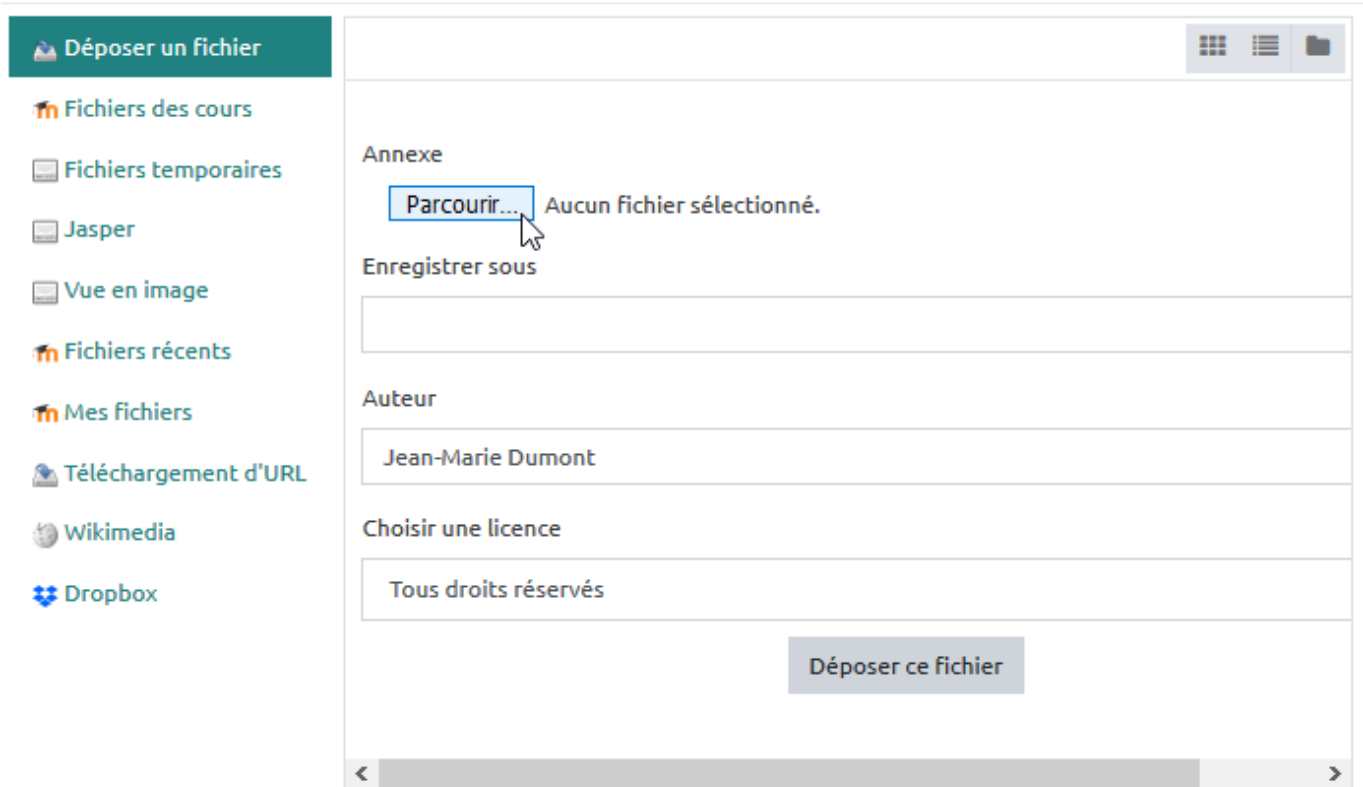 Déposer un fichier
Fichiers des cours
Fichiers temporaires
Jasper
Vue en image
Fichiers récents
Mes fichiers
Téléchargement d'URL
Wikimedia
Dropbox
Annexe
Parcourir... Aucun fichier sélectionné.
Enregistrer sous
Auteur
Jean-Marie Dumont
Choisir une licence
Tous droits réservés
Déposer ce fichier